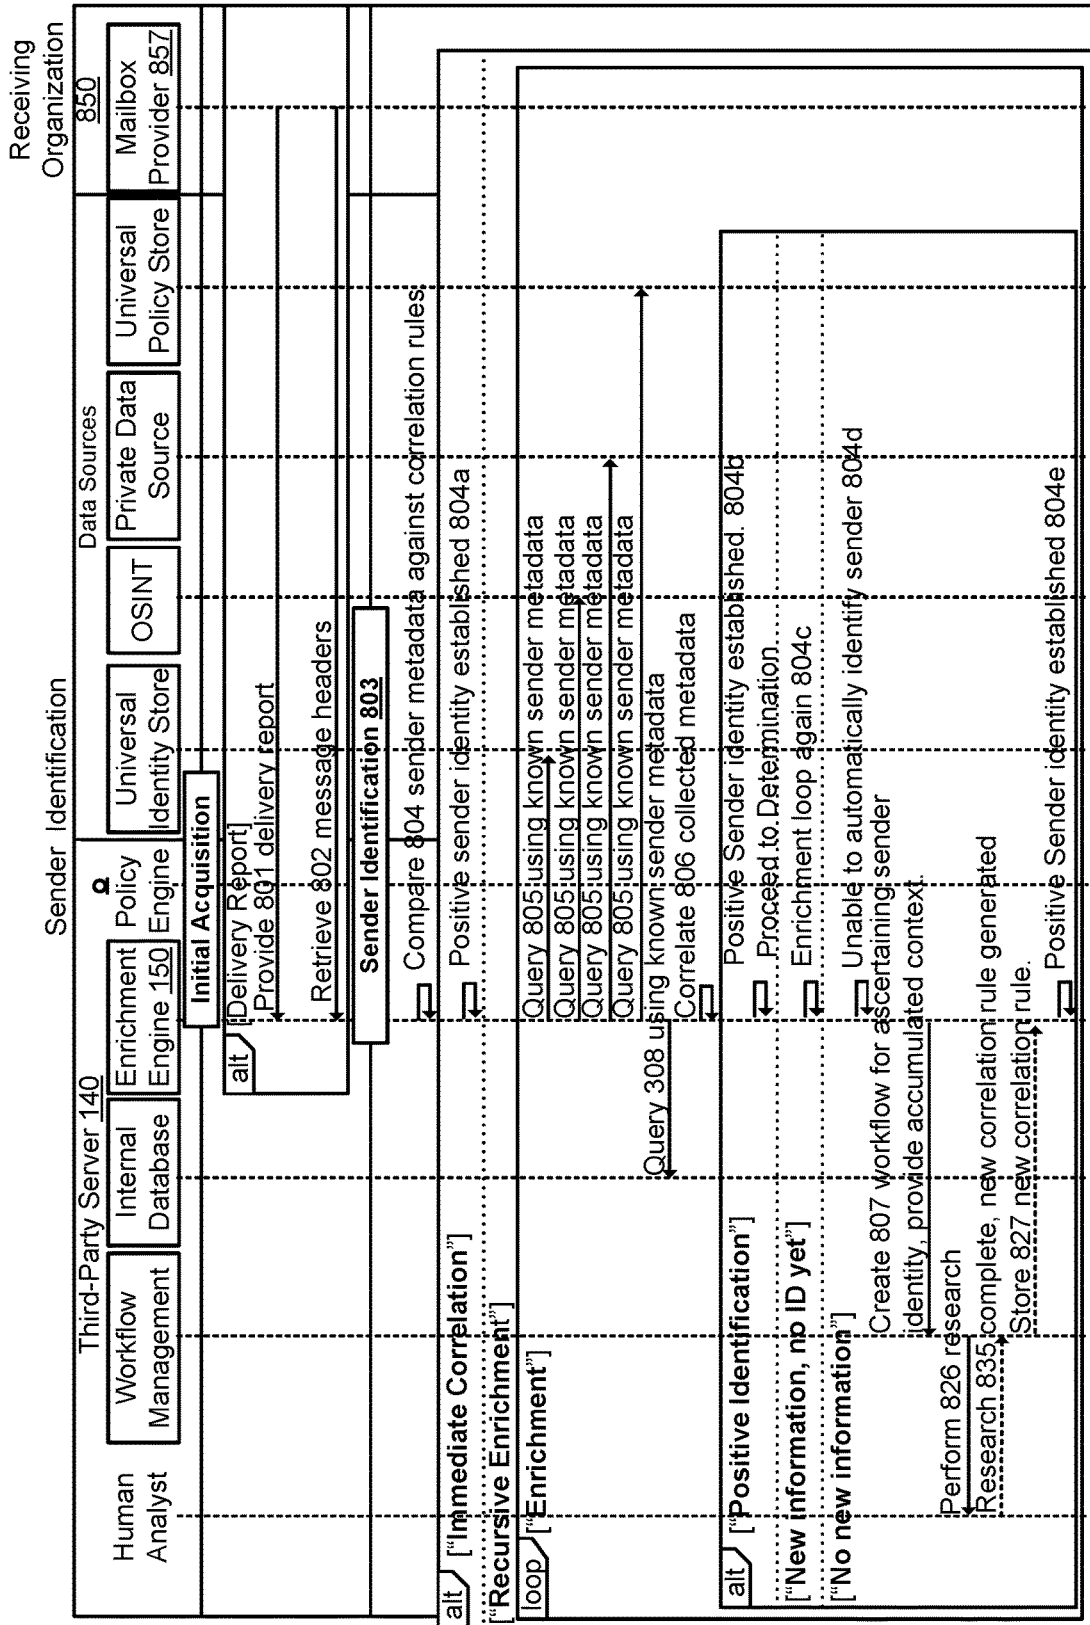 Sender Identification
Receiving
Organization
850
Third-Party Server 140
Data Sources
Human
Analyst
Workflow
Management
Internal
Database
Enrichment
Engine 150
Policy
Engine
Universal
Identity Store
OSINT
Private Data
Source
Universal
Policy Store
Mailbox
Provider 857
Initial Acquisition
alt
[Delivery Report]
Provide 801 delivery report
Retrieve 802 message headers
Sender Identification 803
Compare 804 sender metadata against correlation rules
alt
["Immediate Correlation"]
Positive sender identity established 804a
["Recursive Enrichment"]
loop
["Enrichment"]
Query 805 using known sender metadata
Query 805 using known sender metadata
Query 805 using known sender metadata
Query 805 using known sender metadata
Query 308 using known sender metadata
Correlate 806 collected metadata
alt
["Positive Identification"]
Positive Sender identity established. 804b
Proceed to Determination
["New information, no ID yet"]
Enrichment loop again 804c
["No new information"]
Unable to automatically identify sender 804d
Create 807 workflow for ascertaining sender
identity, provide accumulated context.
Perform 826 research
Research 835 complete, new correlation rule generated
Store 827 new correlation rule.
Positive Sender identity established 804e